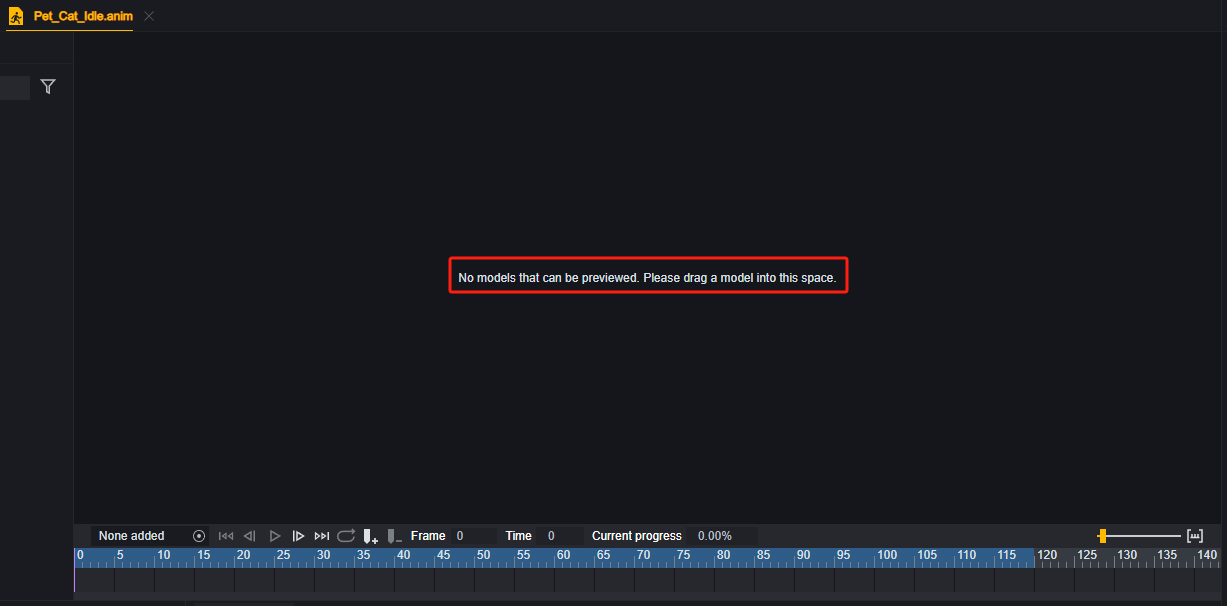 Pet_Cat_Idle.anim
No models that can be previewed. Please drag a model into this space.
None added Frame 0 Time 0 Current progress 0.00%
0 5 10 15 20 25 30 35 40 45 50 55 60 65 70 75 80 85 90 95 100 105 110 115 120 125 130 135 140